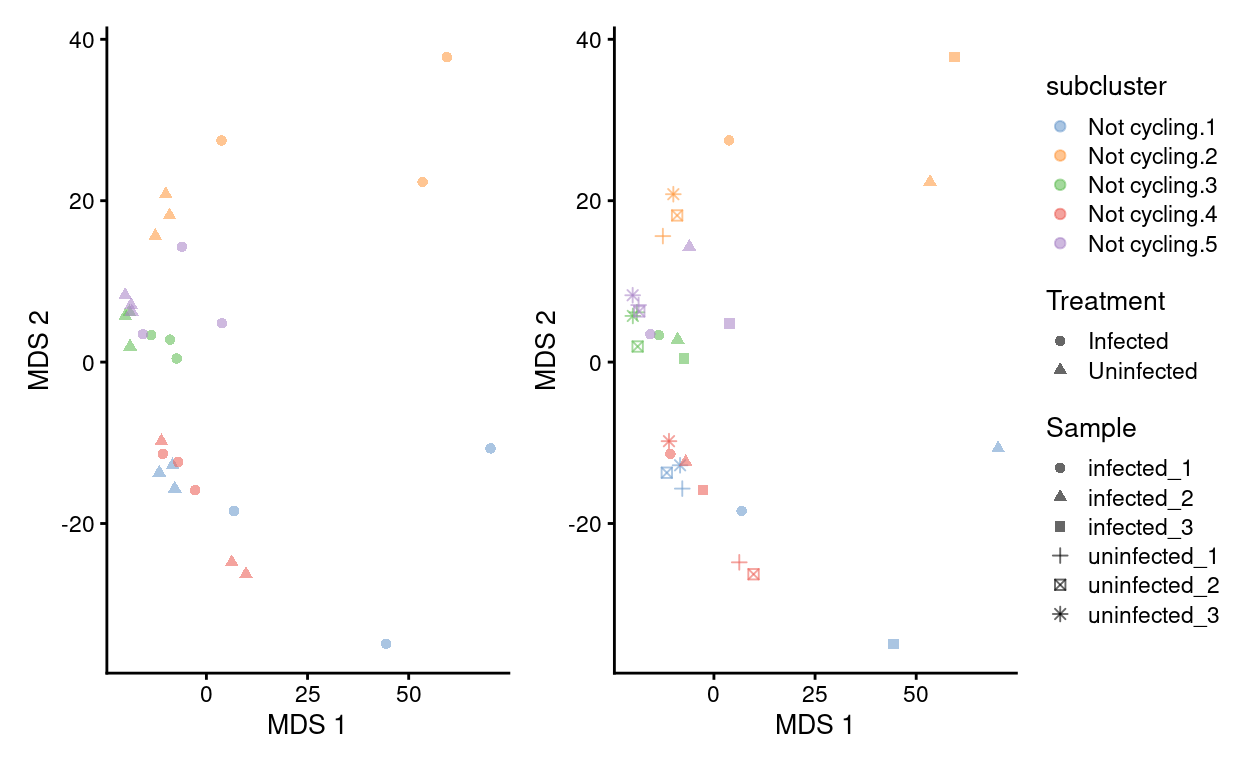 40
20
0
-20
MDS 2
0
25
50
MDS 1
40
20
0
-20
MDS 2
0
25
50
MDS 1
subcluster
Not cycling.1
Not cycling.2
Not cycling.3
Not cycling.4
Not cycling.5
Treatment
Infected
Uninfected
Sample
infected_1
infected_2
infected_3
uninfected_1
uninfected_2
uninfected_3